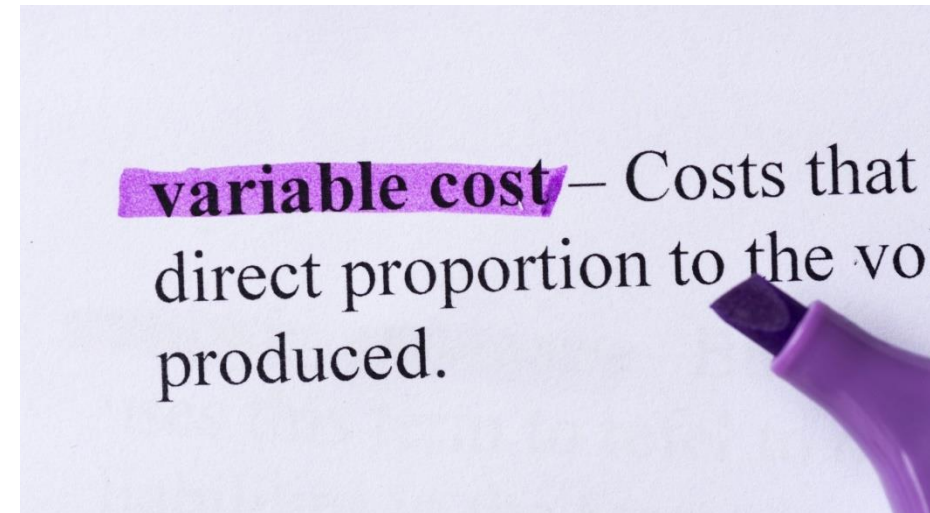 variable cost – Costs that
direct proportion to the vo
produced.